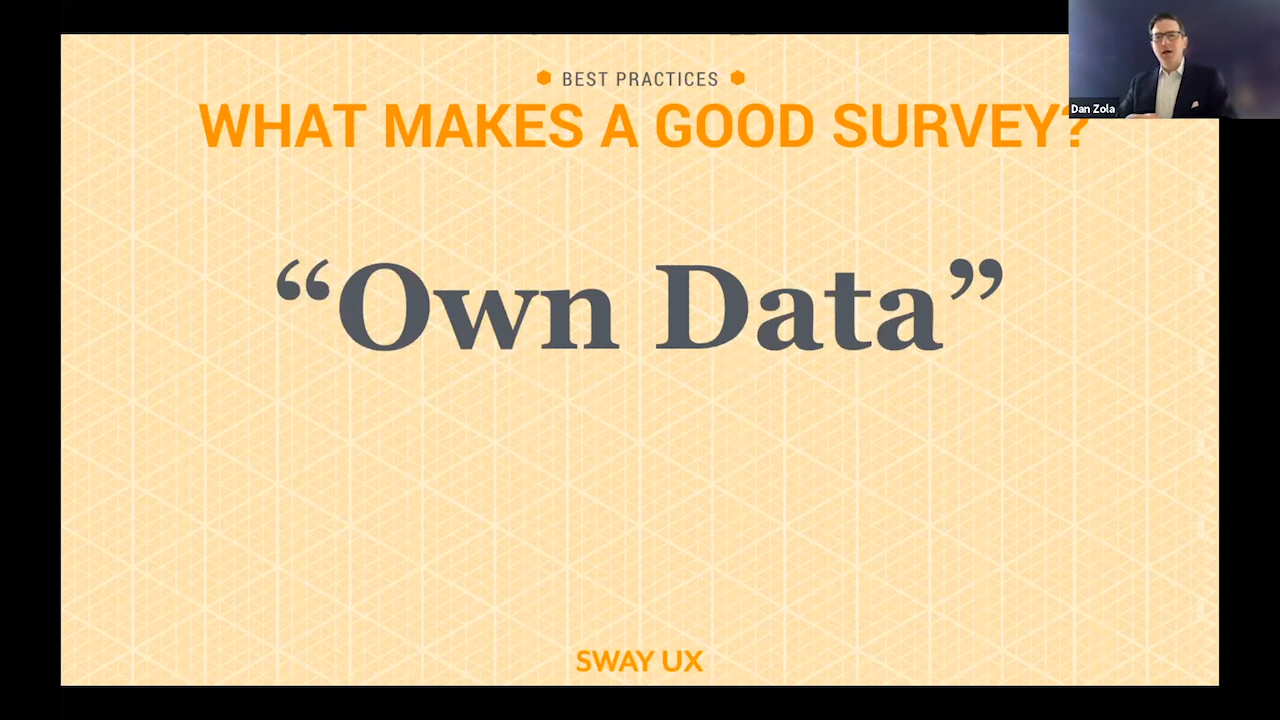 BEST PRACTICES
WHAT MAKES A GOOD SURVEY?
Dan Zola
“Own Data”
SWAY UX